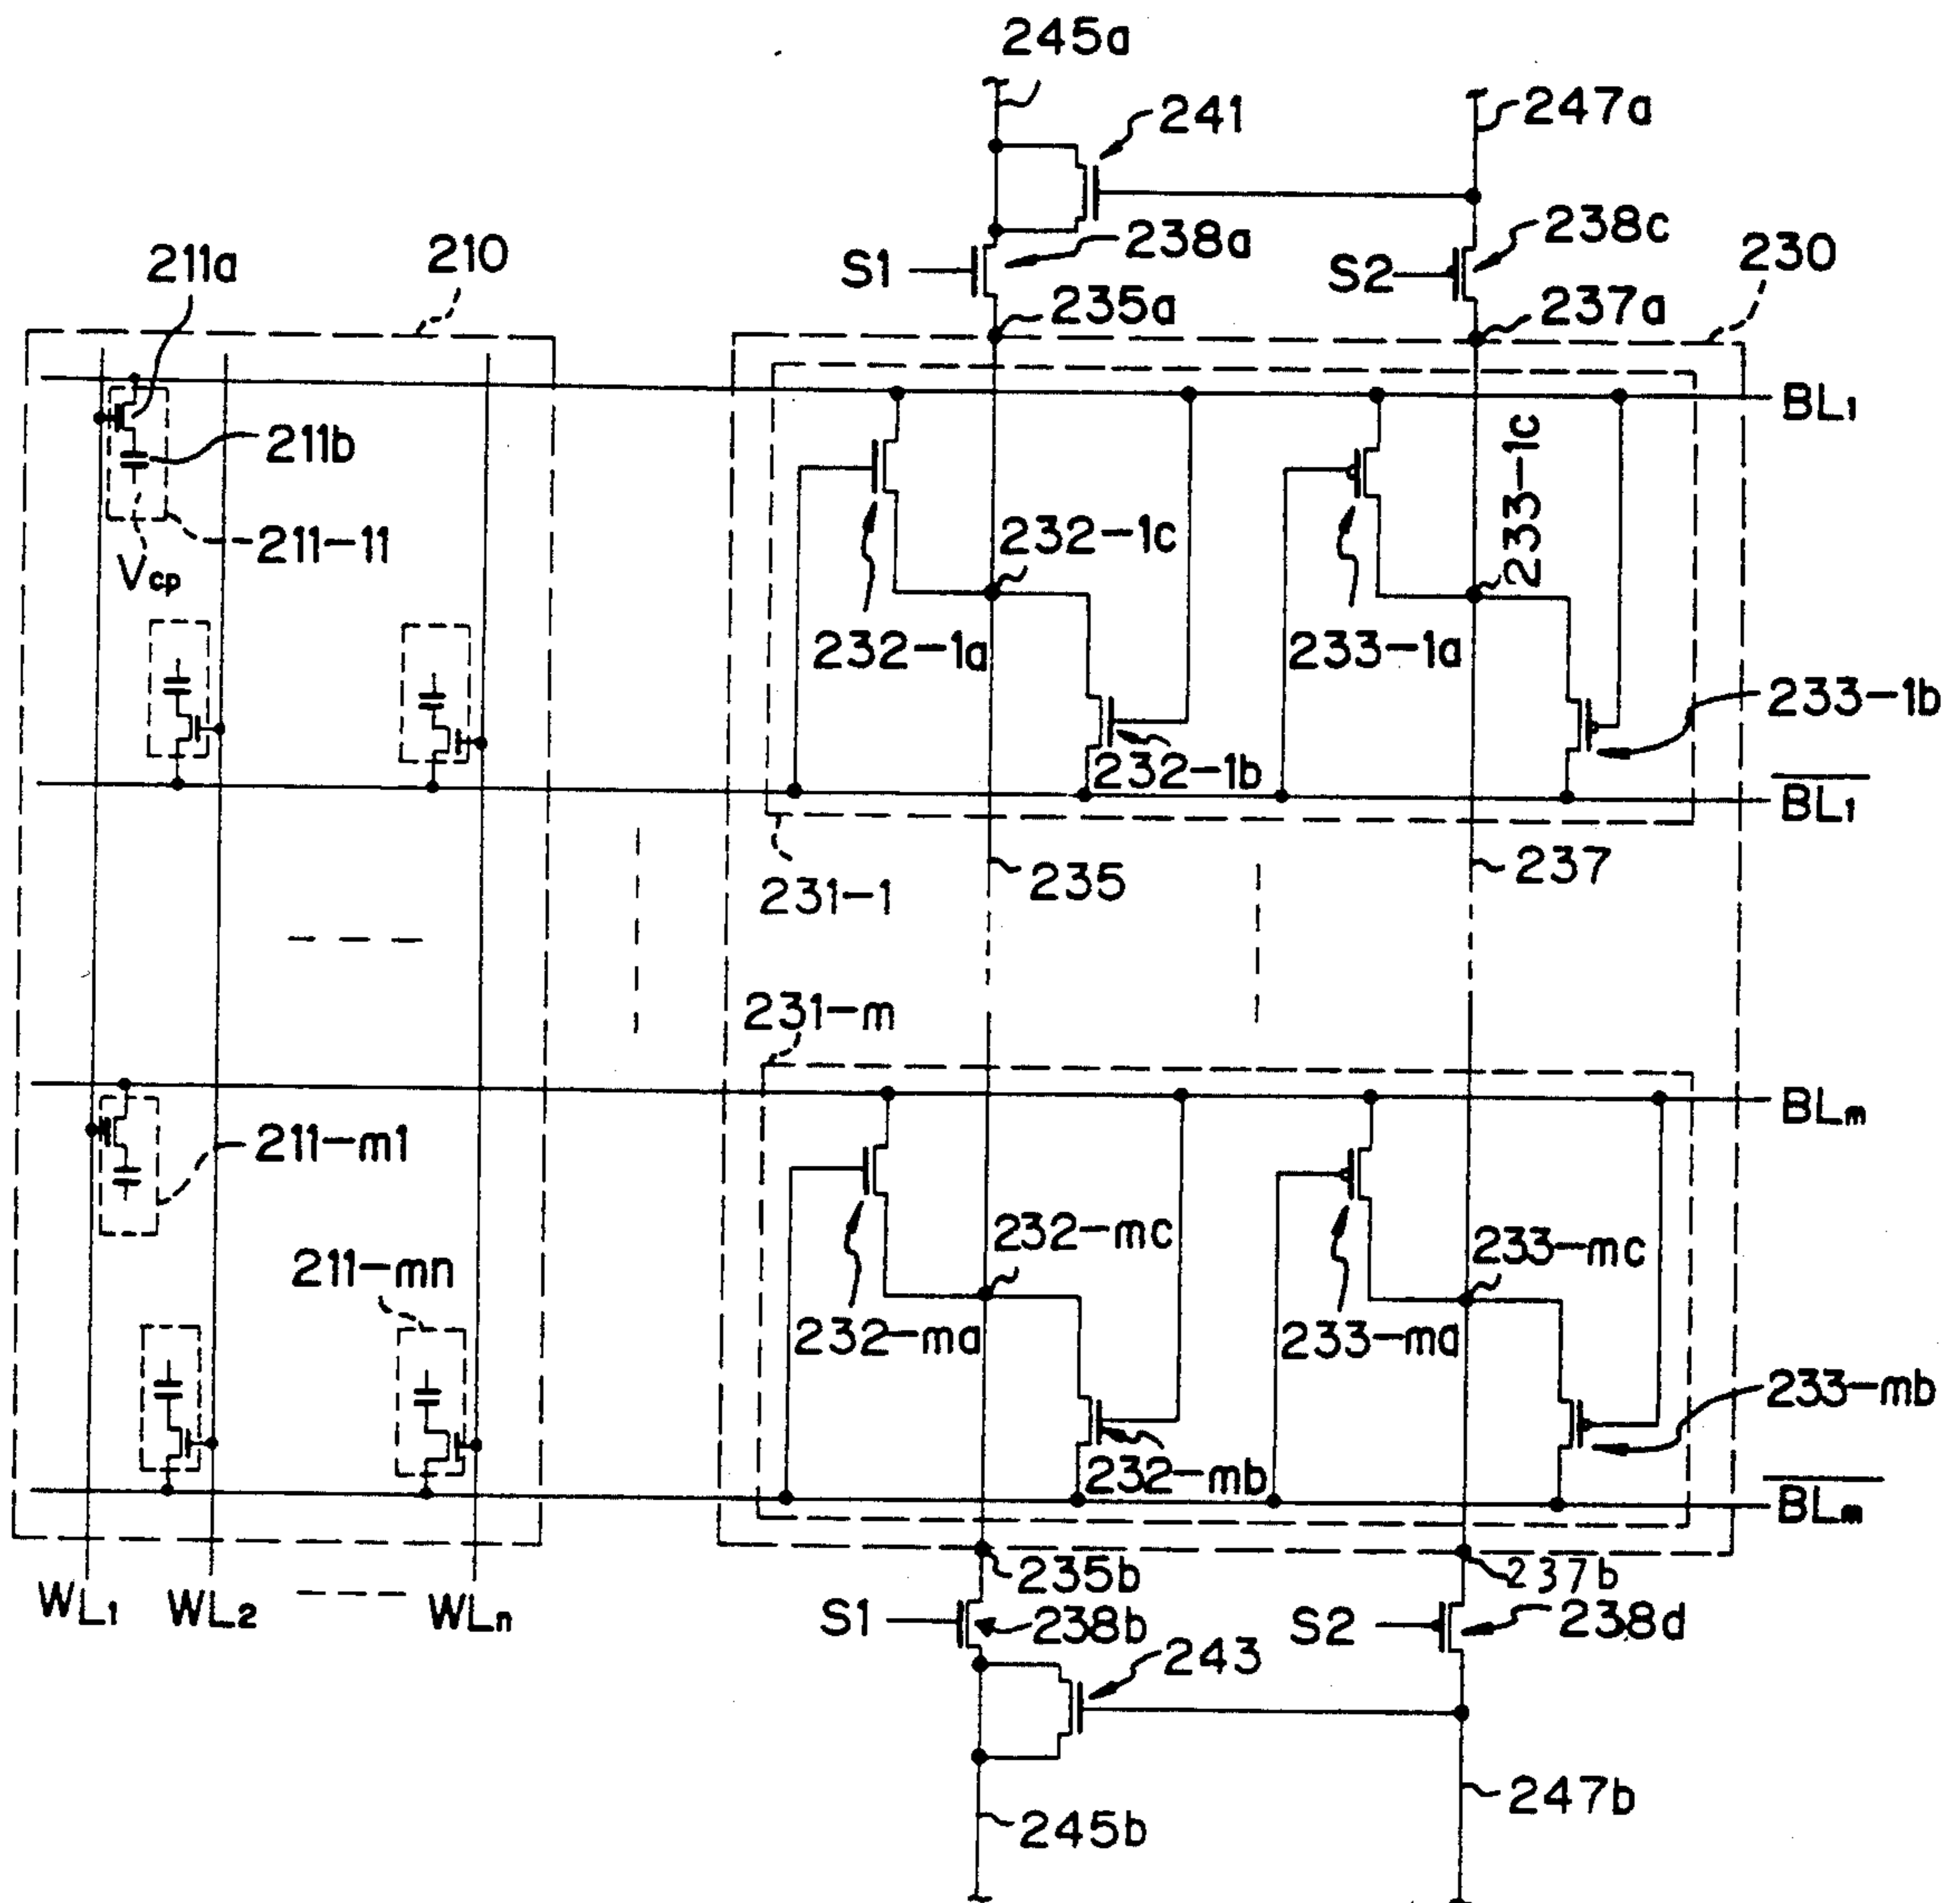 245a
241
247a
211a
210
S1
238a
S2
238c
230
235a
237a
BL1
211b
233-1c
Vcp
211-11
232-1c
232-1a
233-1a
233-1b
232-1b
BL1
231-1
235
237
231-m
BLm
211-m1
232-mc
233-mc
211-mn
232-ma
233-ma
233-mb
232-mb
BLm
WL1
WL2
WLn
235b
237b
S1
238b
S2
238d
243
247b
245b